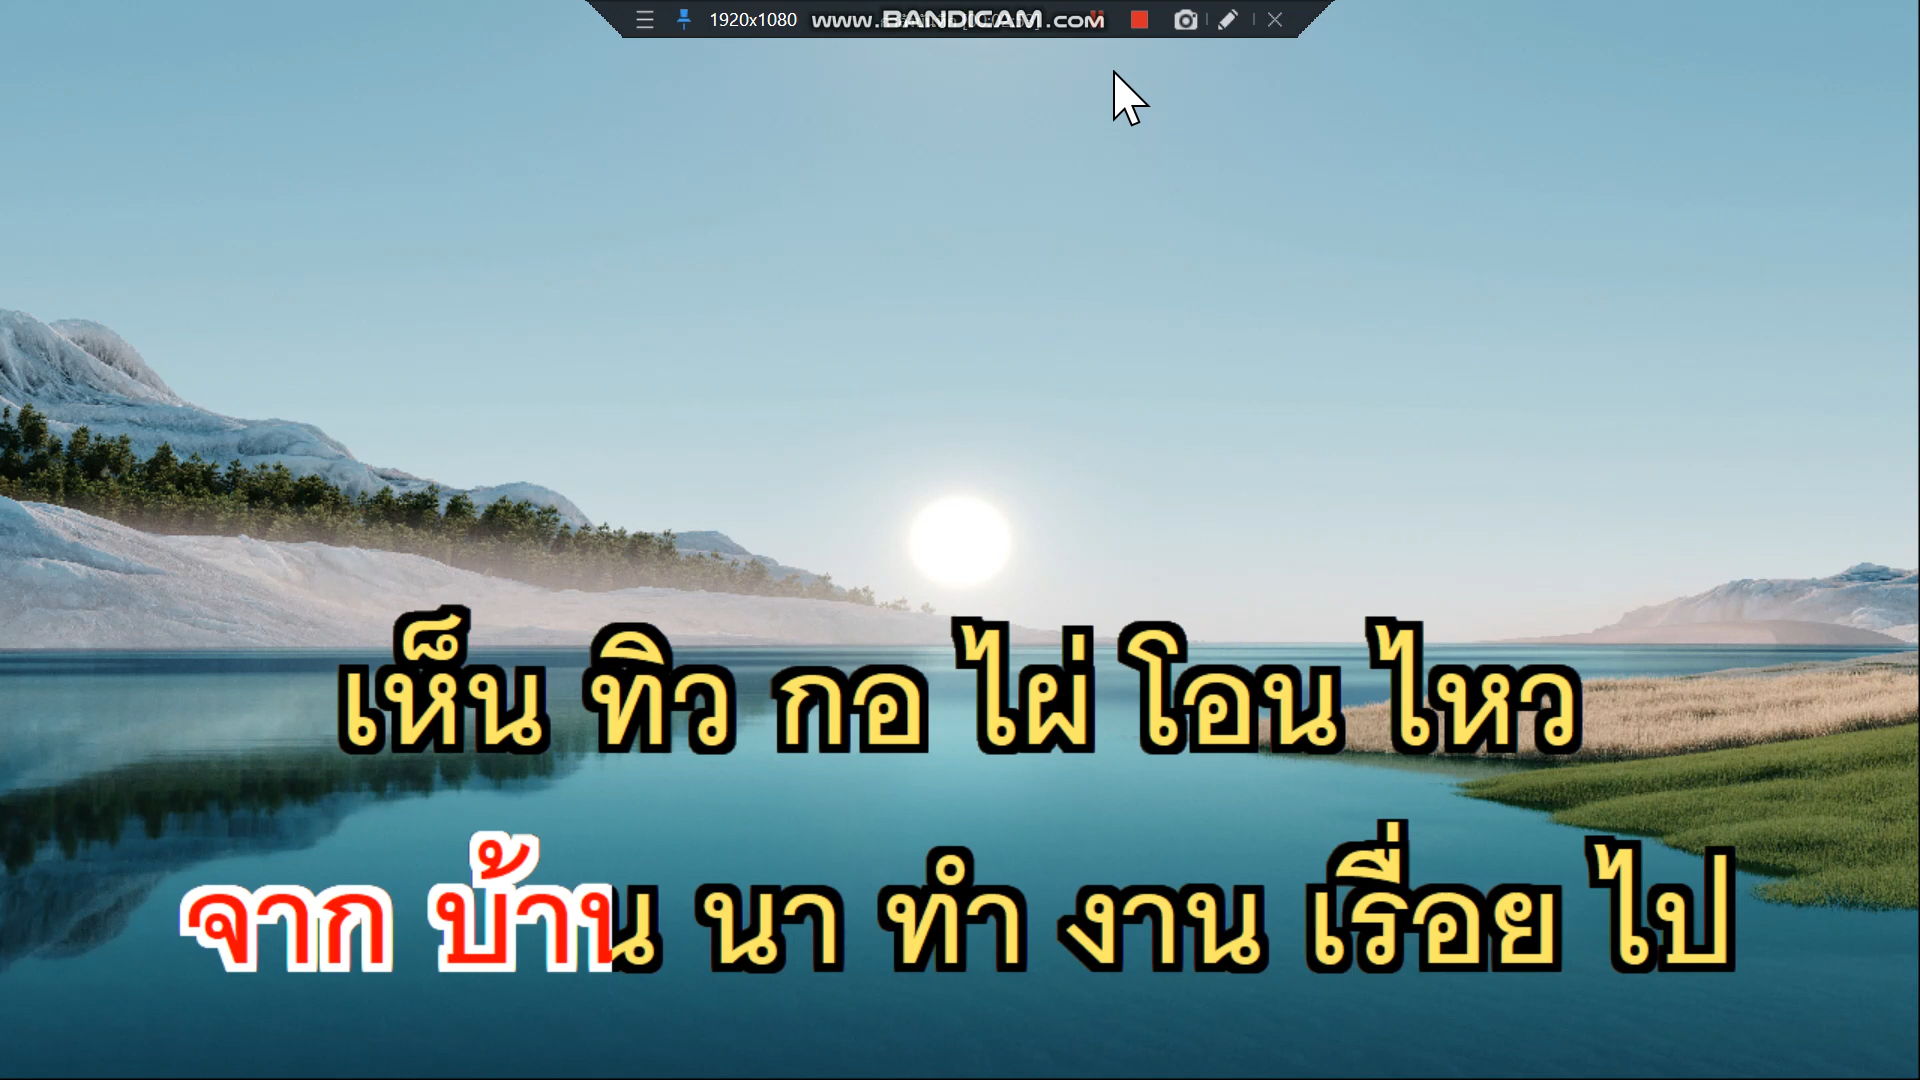 1920x1080 www.BANDICAM.com
เห็น ทิว กอ ไผ่ โอน ไหว
จาก บ้าน นา ทำ งาน เรื่อย ไป